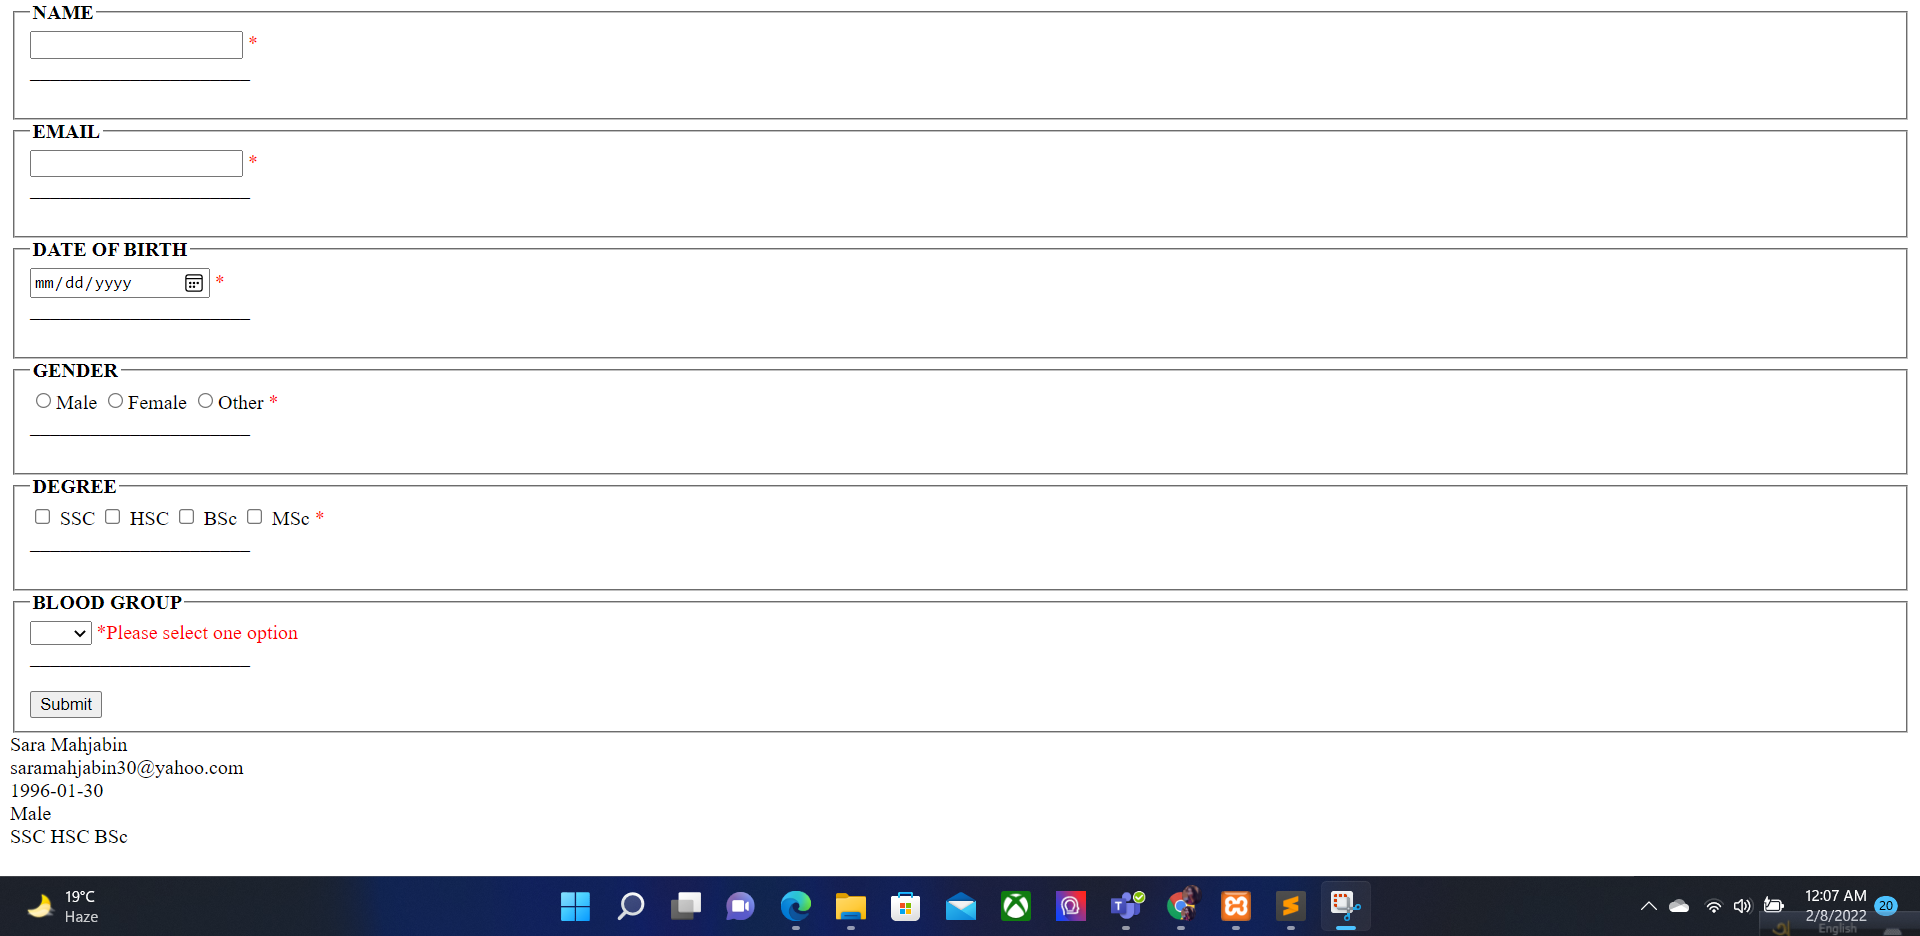 NAME
*
EMAIL
*
DATE OF BIRTH
mm/dd/yyyy *
GENDER
Male Female Other *
DEGREE
SSC HSC BSc MSc *
BLOOD GROUP
*Please select one option
Submit
Sara Mahjabin
saramahjabin30@yahoo.com
1996-01-30
Male
SSC HSC BSc
19°C
Haze
12:07 AM
2/8/2022
20
English